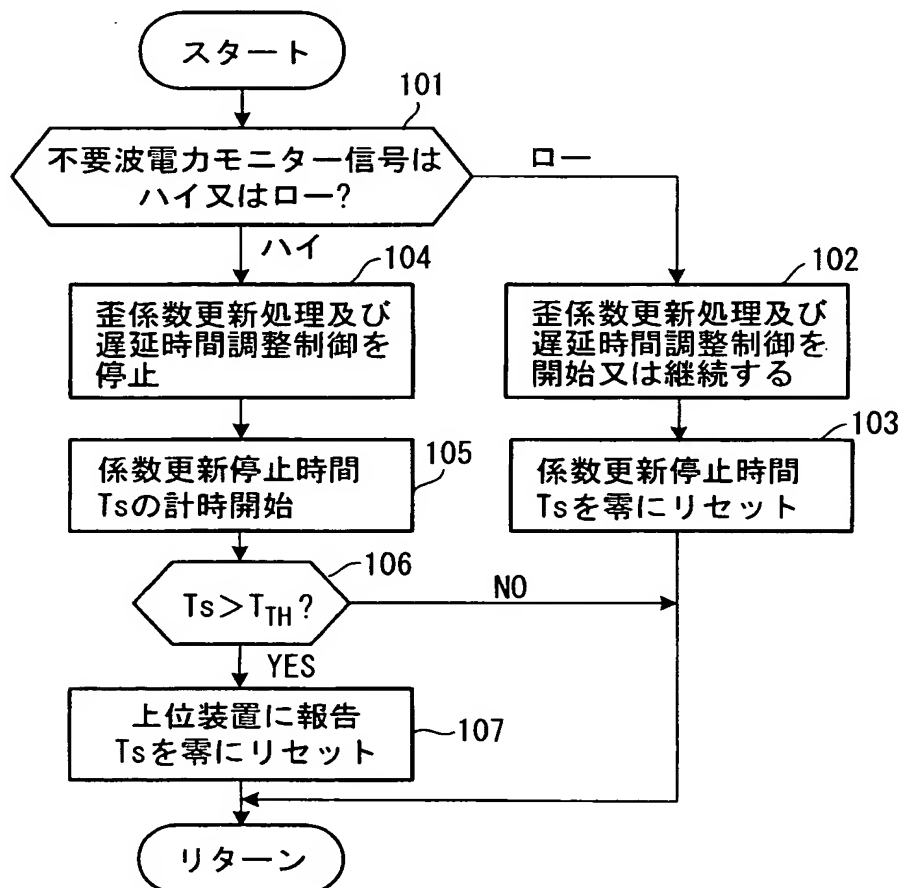 スタート
101
不要波電力モニター信号は
ハイ又はロー?
ロー
ハイ
104
歪係数更新処理及び
遅延時間調整制御を
停止
102
歪係数更新処理及び
遅延時間調整制御を
開始又は継続する
105
係数更新停止時間
Tsの計時開始
103
係数更新停止時間
Tsを零にリセット
106
Ts>TTH?
NO
YES
上位装置に報告
Tsを零にリセット
107
リターン